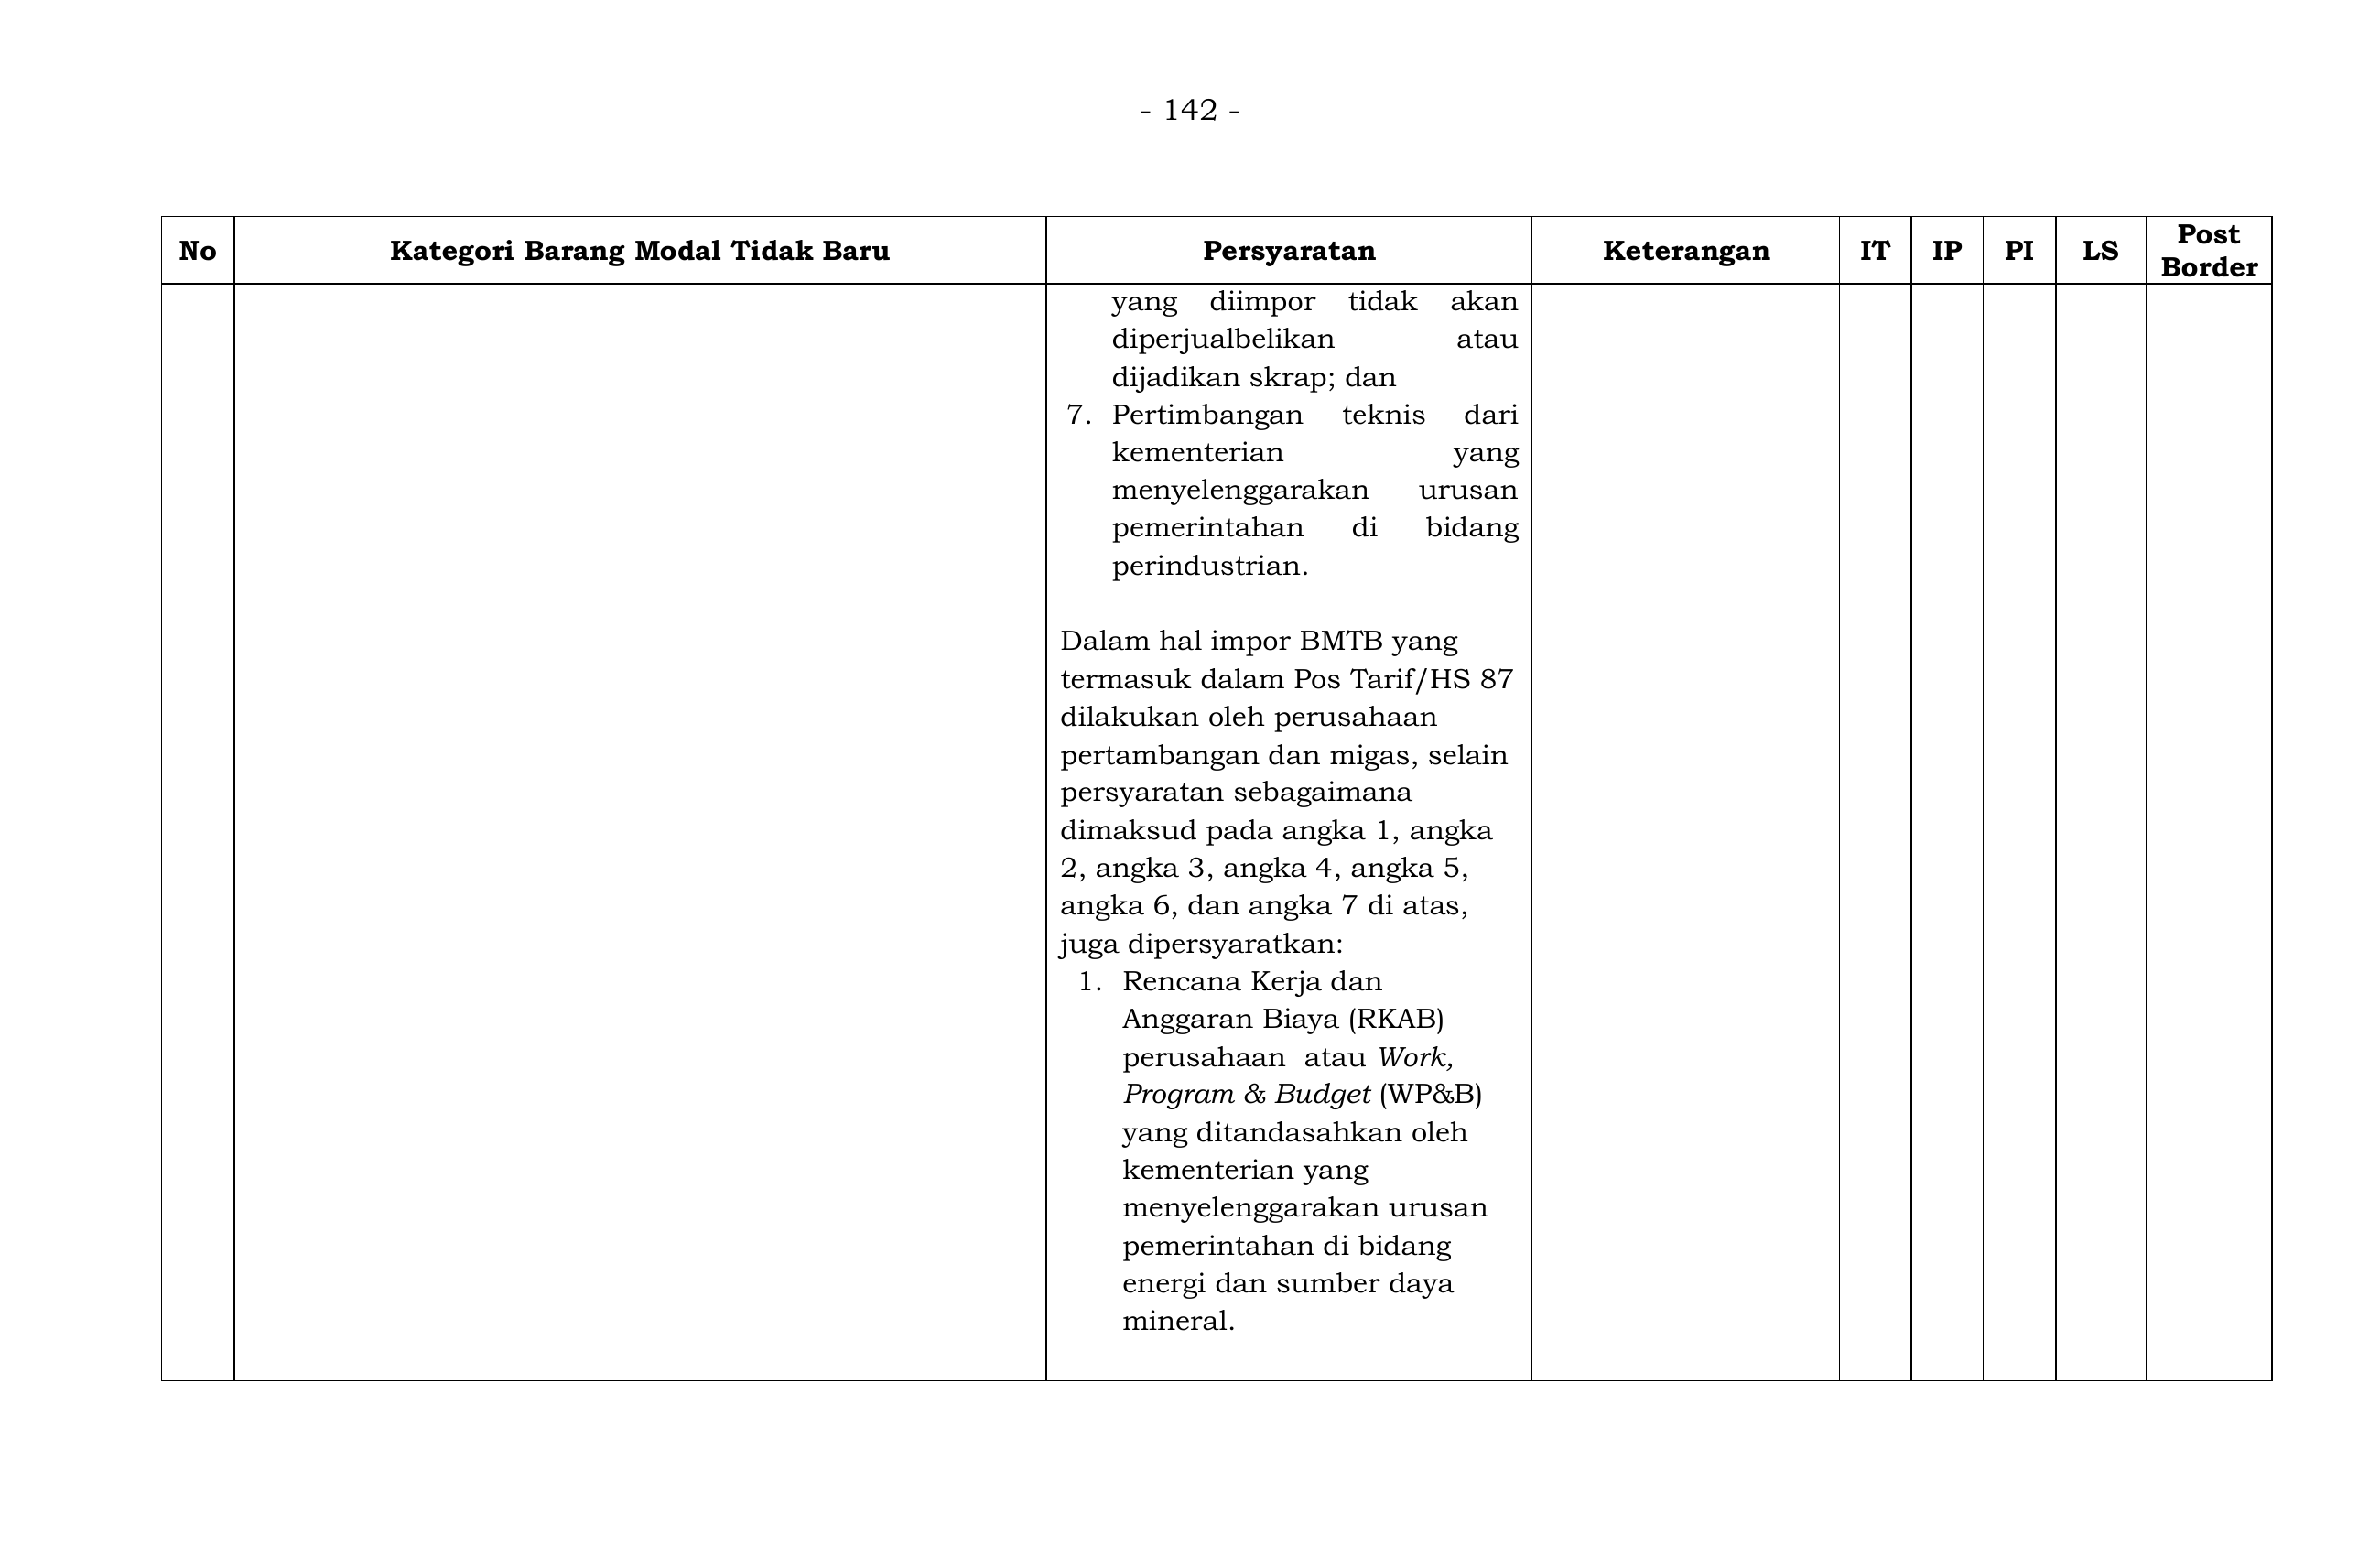 - 142 -
No Kategori Barang Modal Tidak Baru Persyaratan Keterangan IT IP PI LS Post Border
yang diimpor tidak akan
diperjualbelikan atau
dijadikan skrap; dan
7. Pertimbangan teknis dari
kementerian yang
menyelenggarakan urusan
pemerintahan di bidang
perindustrian.
Dalam hal impor BMTB yang
termasuk dalam Pos Tarif/HS 87
dilakukan oleh perusahaan
pertambangan dan migas, selain
persyaratan sebagaimana
dimaksud pada angka 1, angka
2, angka 3, angka 4, angka 5,
angka 6, dan angka 7 di atas,
juga dipersyaratkan:
1. Rencana Kerja dan
Anggaran Biaya (RKAB)
perusahaan atau Work,
Program & Budget (WP&B)
yang ditandasahkan oleh
kementerian yang
menyelenggarakan urusan
pemerintahan di bidang
energi dan sumber daya
mineral.